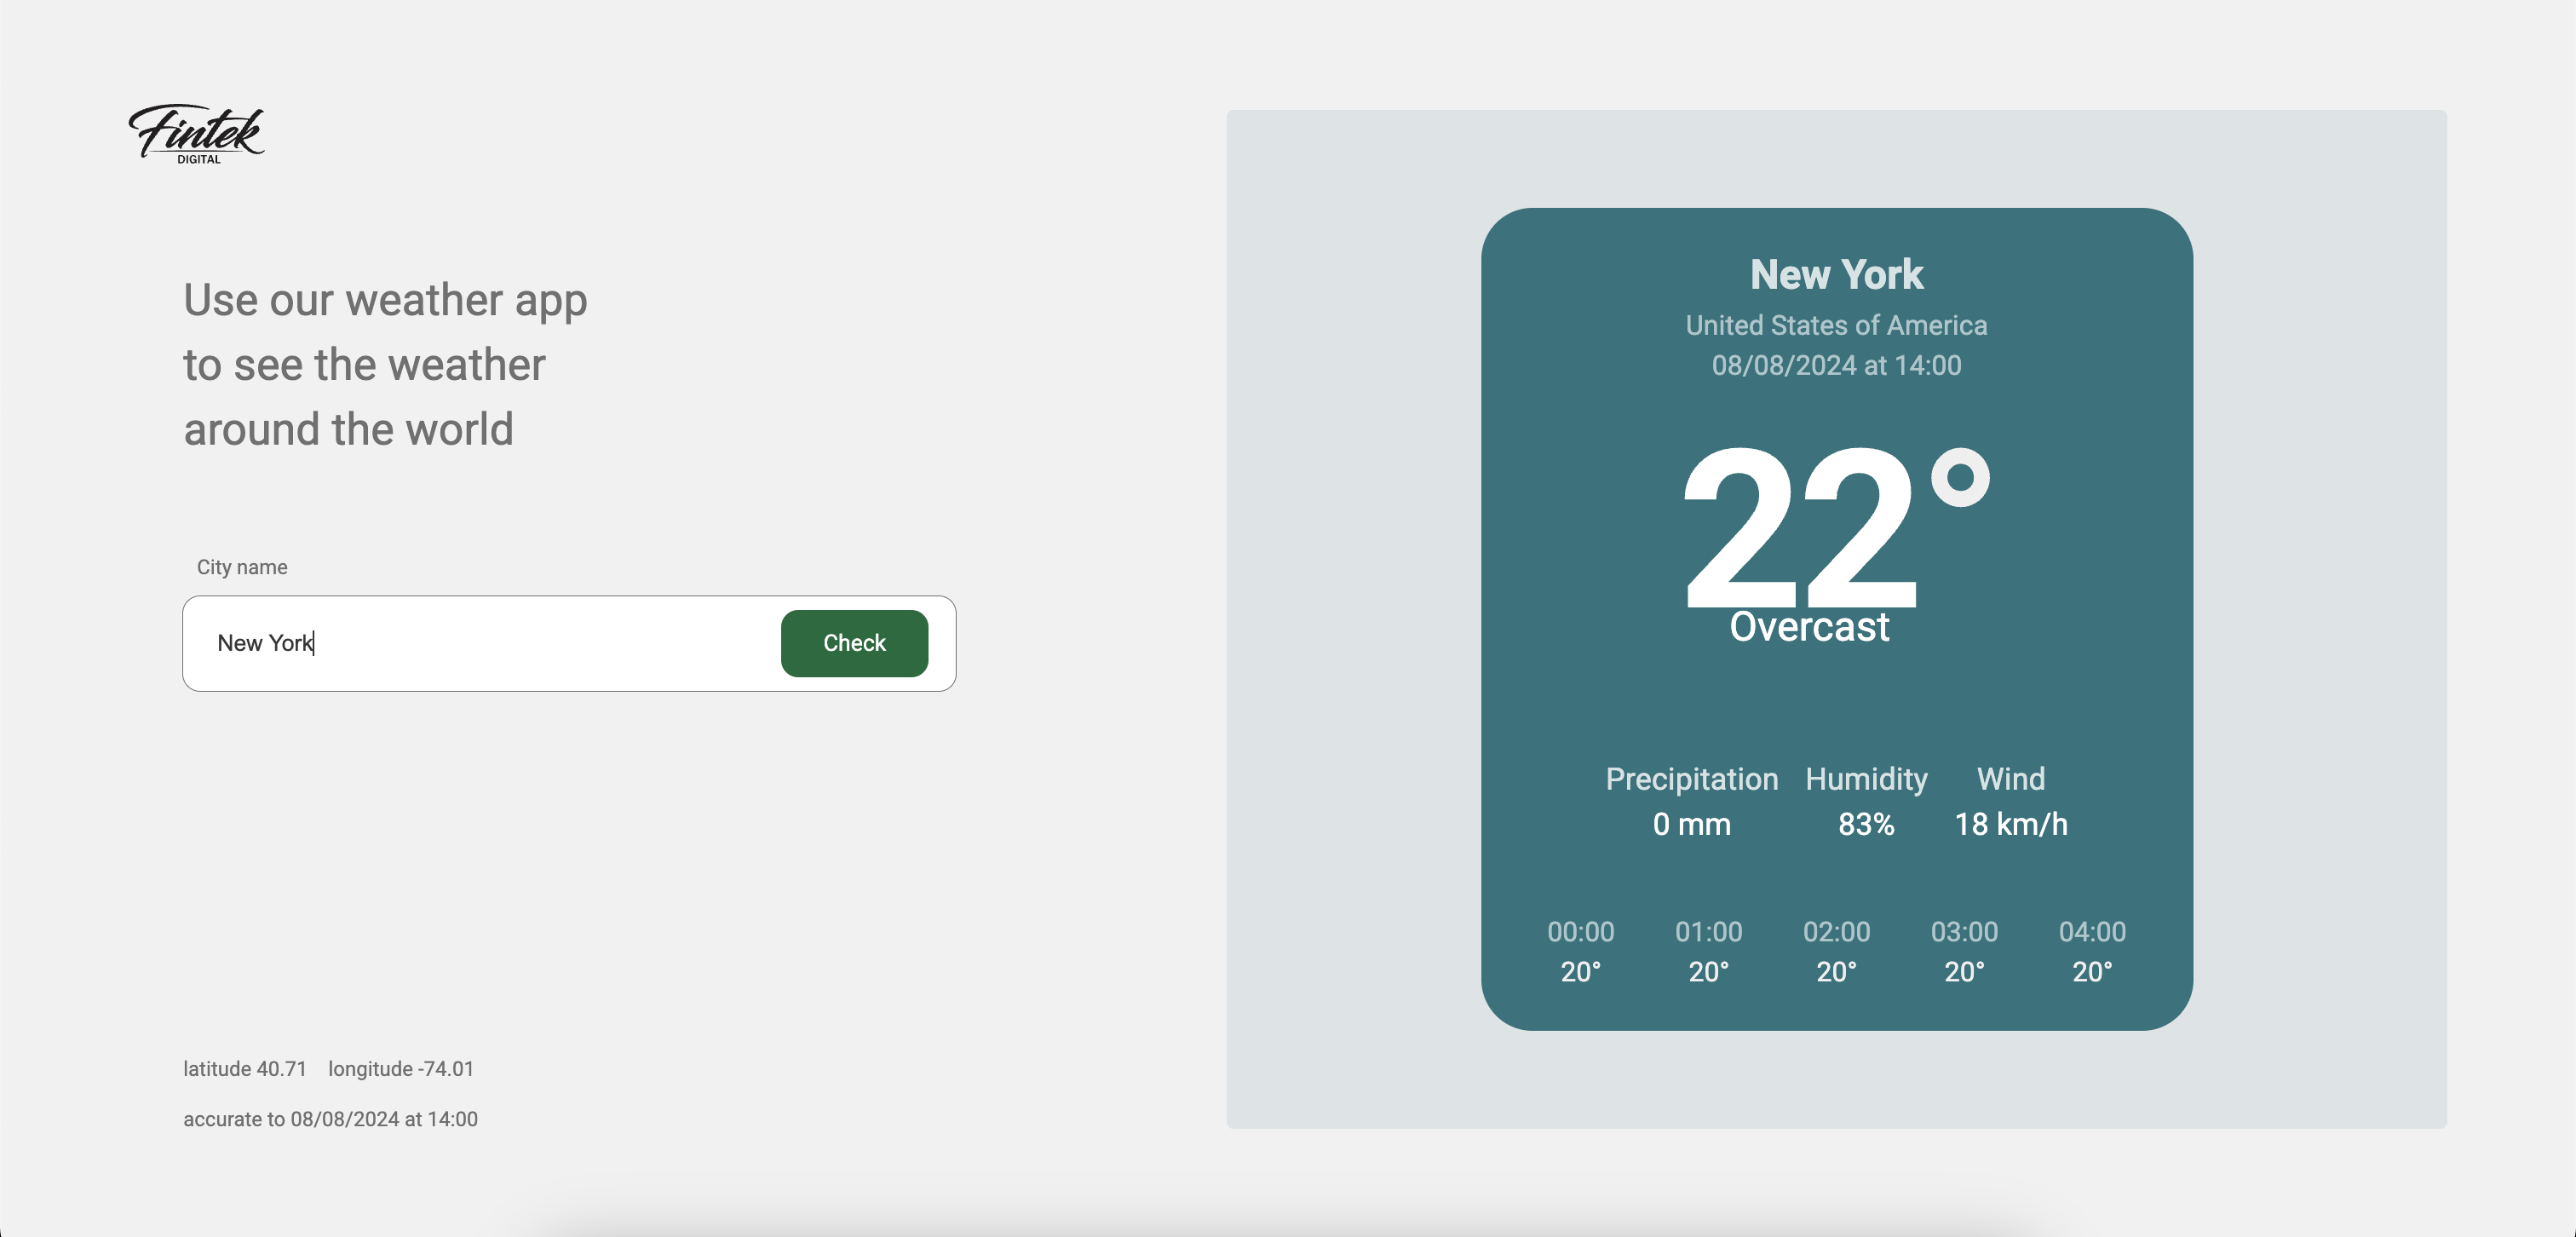 Fintek
DIGITAL
Use our weather app
to see the weather
around the world
City name
New York
Check
latitude 40.71 longitude -74.01
accurate to 08/08/2024 at 14:00
New York
United States of America
08/08/2024 at 14:00
22°
Overcast
Precipitation Humidity Wind
0 mm 83% 18 km/h
00:00 01:00 02:00 03:00 04:00
20° 20° 20° 20° 20°